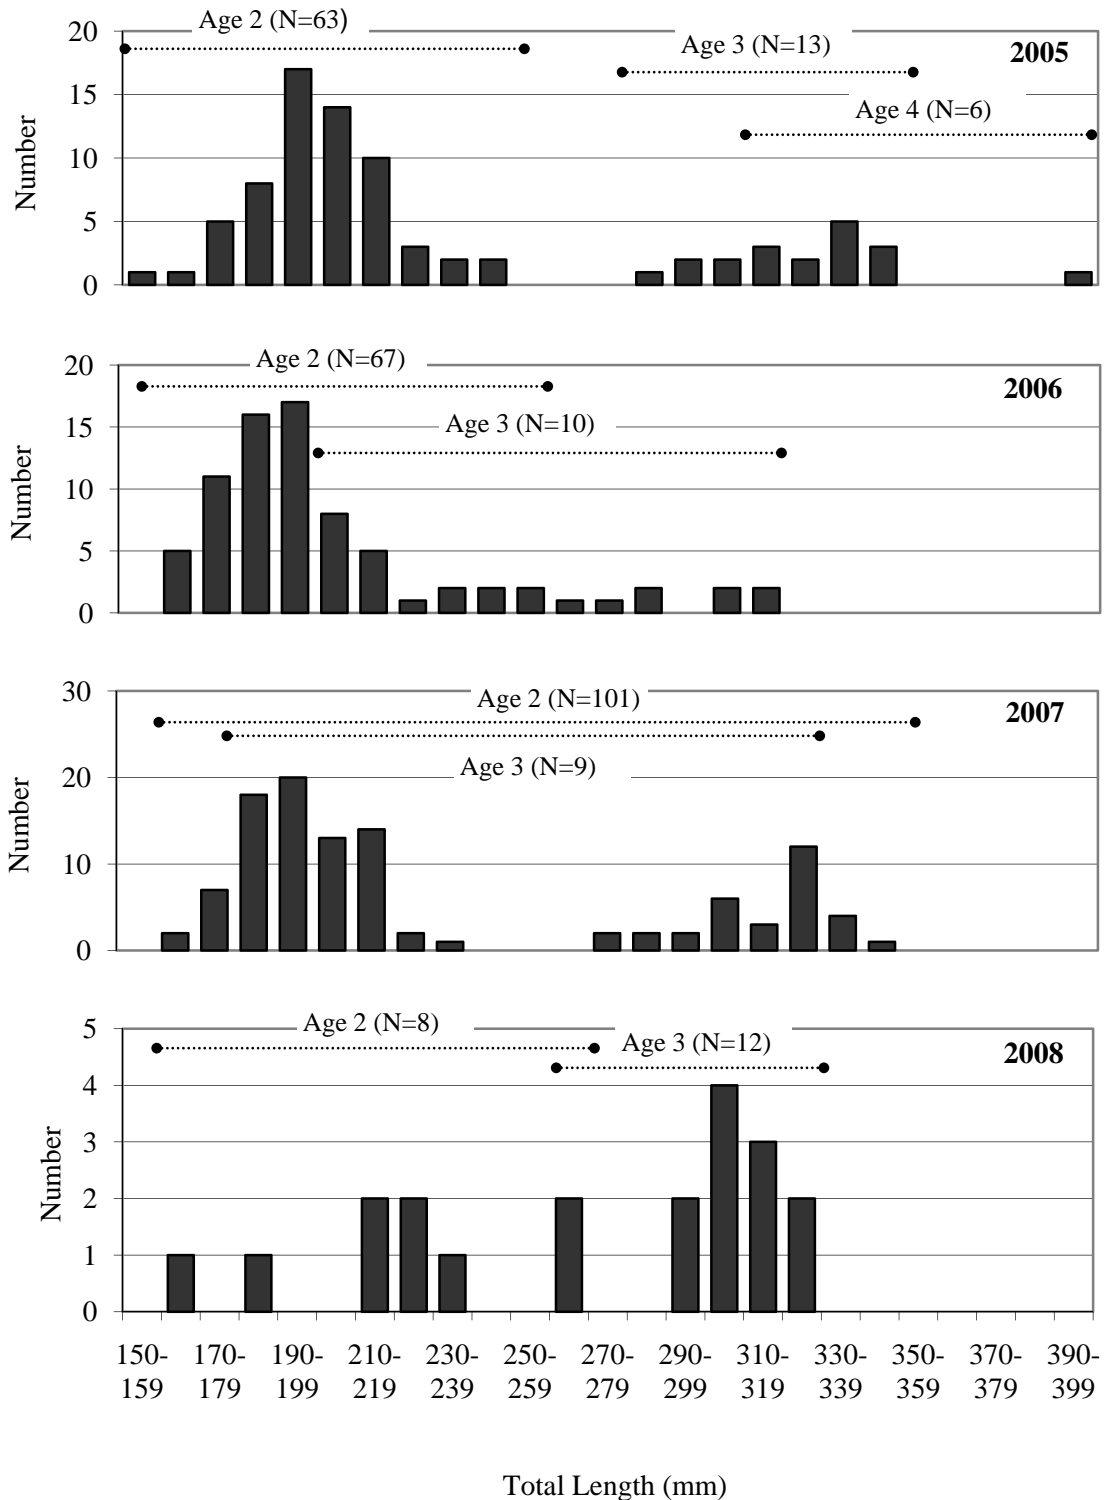 Age 2 (N=63)
Age 3 (N=13)
2005
Age 4 (N=6)
20
15
10
5
0
Number
Age 2 (N=67)
2006
Age 3 (N=10)
20
15
10
5
0
Number
Age 2 (N=101)
2007
Age 3 (N=9)
30
20
10
0
Number
Age 2 (N=8)
Age 3 (N=12)
2008
5
4
3
2
1
0
Number
150- 170- 190- 210- 230- 250- 270- 290- 310- 330- 350- 370- 390-
159 179 199 219 239 259 279 299 319 339 359 379 399
Total Length (mm)